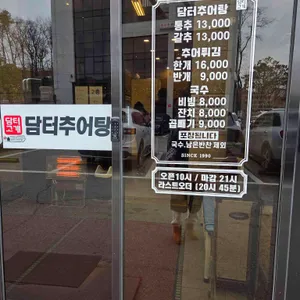 담터추어탕
통추 13,000
갈추 13,000
추어튀김
한개 16,000
반개 9,000
국수
비빔 8,000
잔치 8,000
곱빼기 9,000
포장됩니다
국수, 남은반찬 제외
SINCE 1990
오픈10시 / 마감 21시
라스트오더 (20시 45분)
담터
고개
담터추어탕